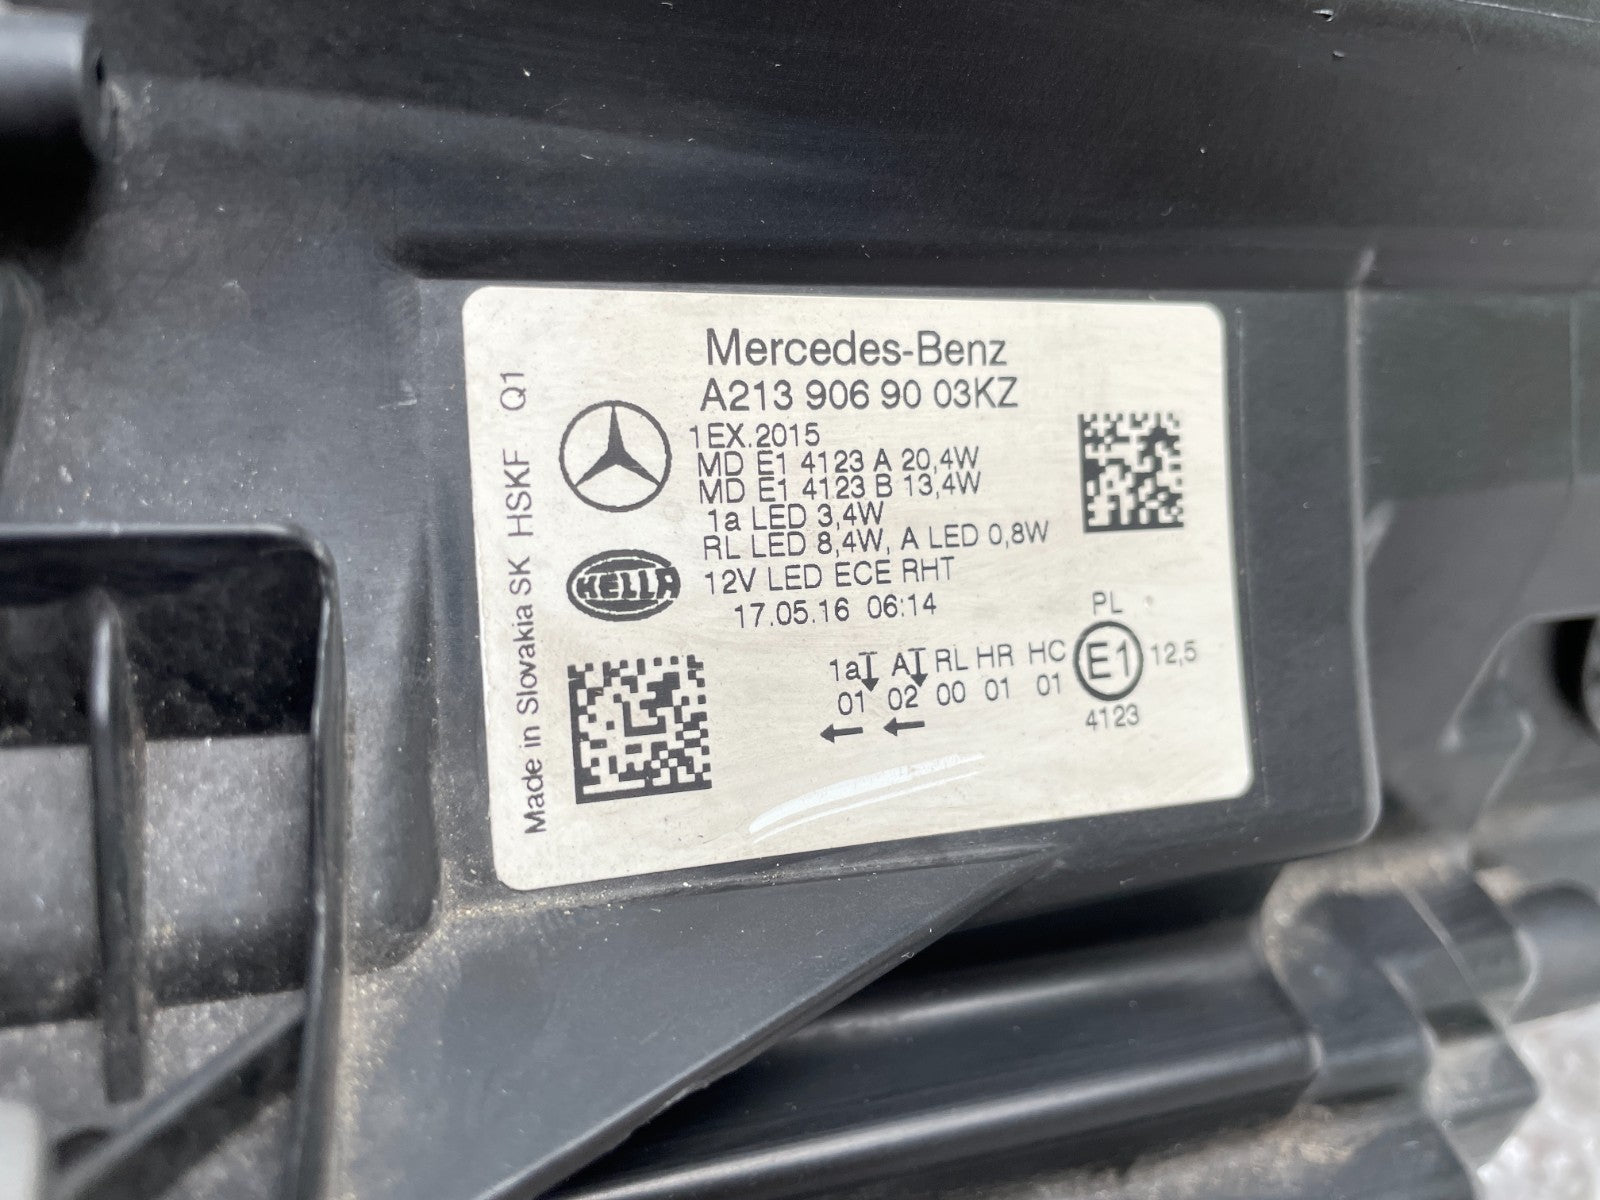 Mercedes-Benz
A213 906 90 03KZ
1EX.2015
MD E1 4123 A 20,4W
MD E1 4123 B 13,4W
1a LED 3,4W
RL LED 8,4W, A LED 0,8W
12V LED ECE RHT
17.05.16 06:14
HELLA
Made in Slovakia SK HSKF Q1
1a A RL HR HC
01 02 00 01 01
PL
E1 12,5
4123